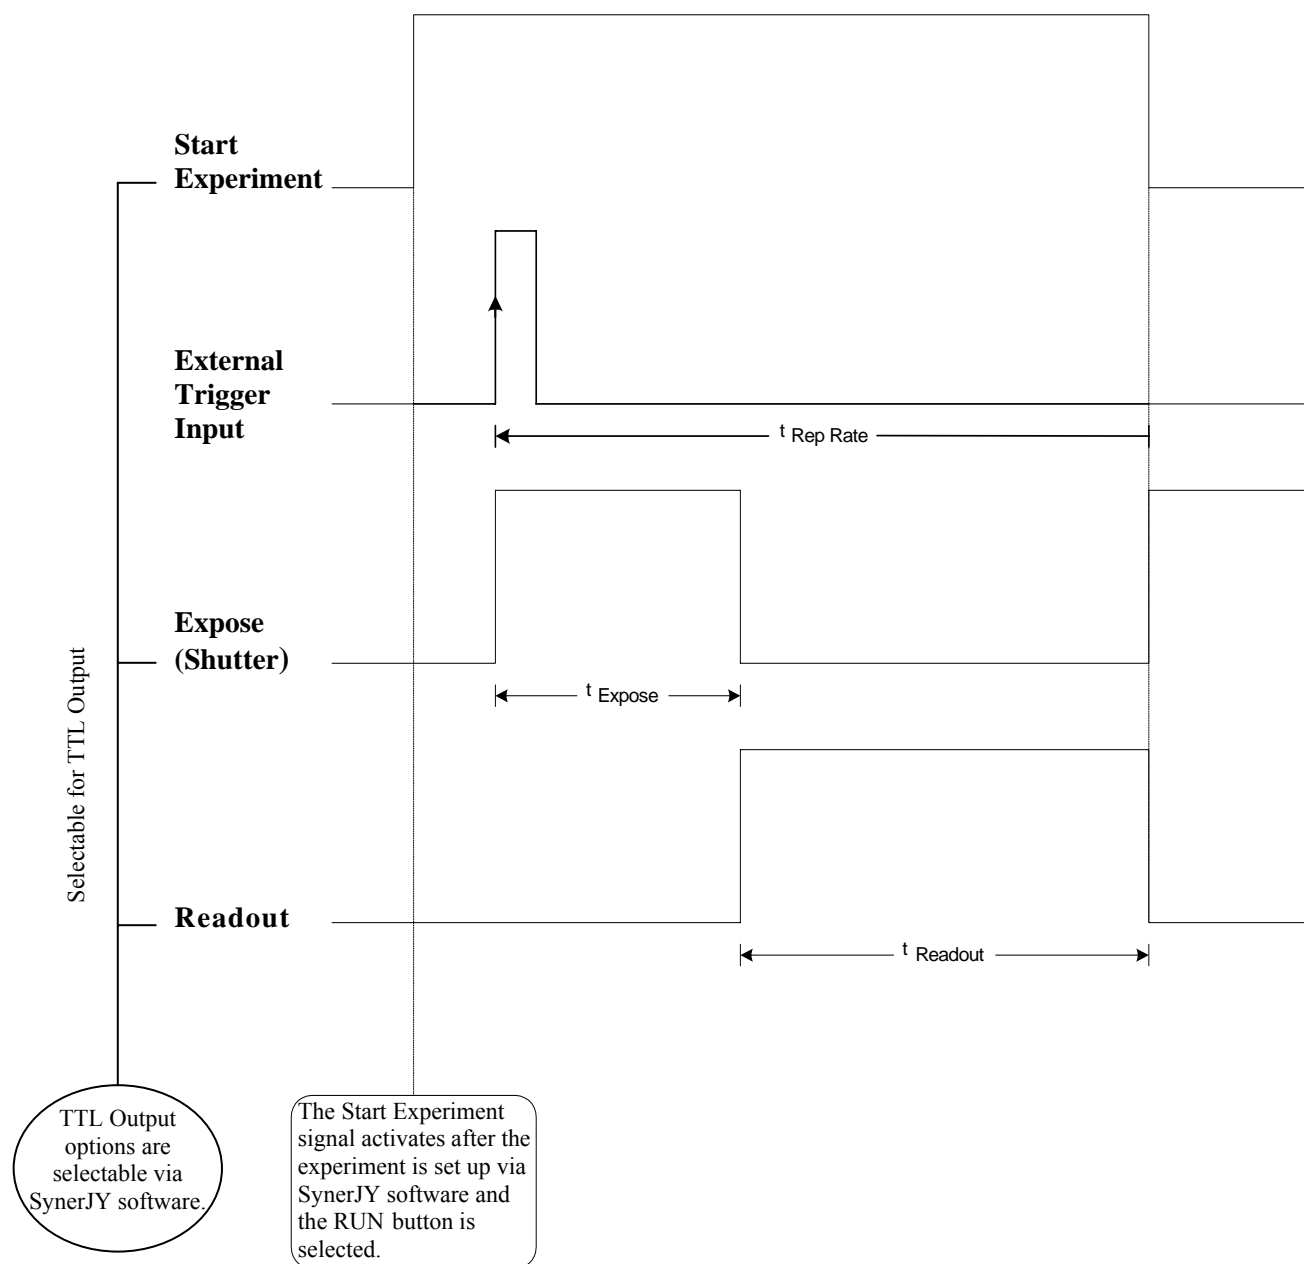 Start
Experiment
External
Trigger
Input
t Rep Rate
Expose
(Shutter)
t Expose
Selectable for TTL Output
Readout
t Readout
TTL Output
options are
selectable via
SynerJY software.
The Start Experiment
signal activates after the
experiment is set up via
SynerJY software and
the RUN button is
selected.